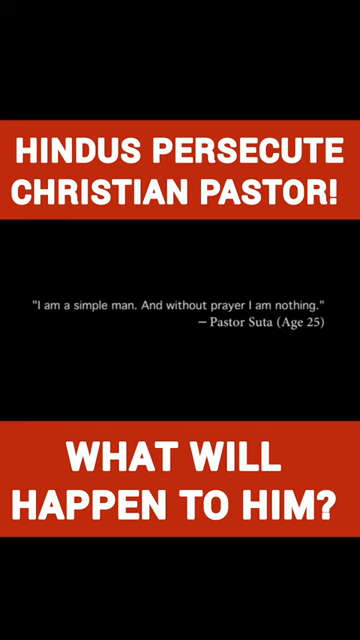 HINDUS PERSECUTE
CHRISTIAN PASTOR!
"I am a simple man. And without prayer I am nothing."
– Pastor Suta (Age 25)
WHAT WILL
HAPPEN TO HIM?